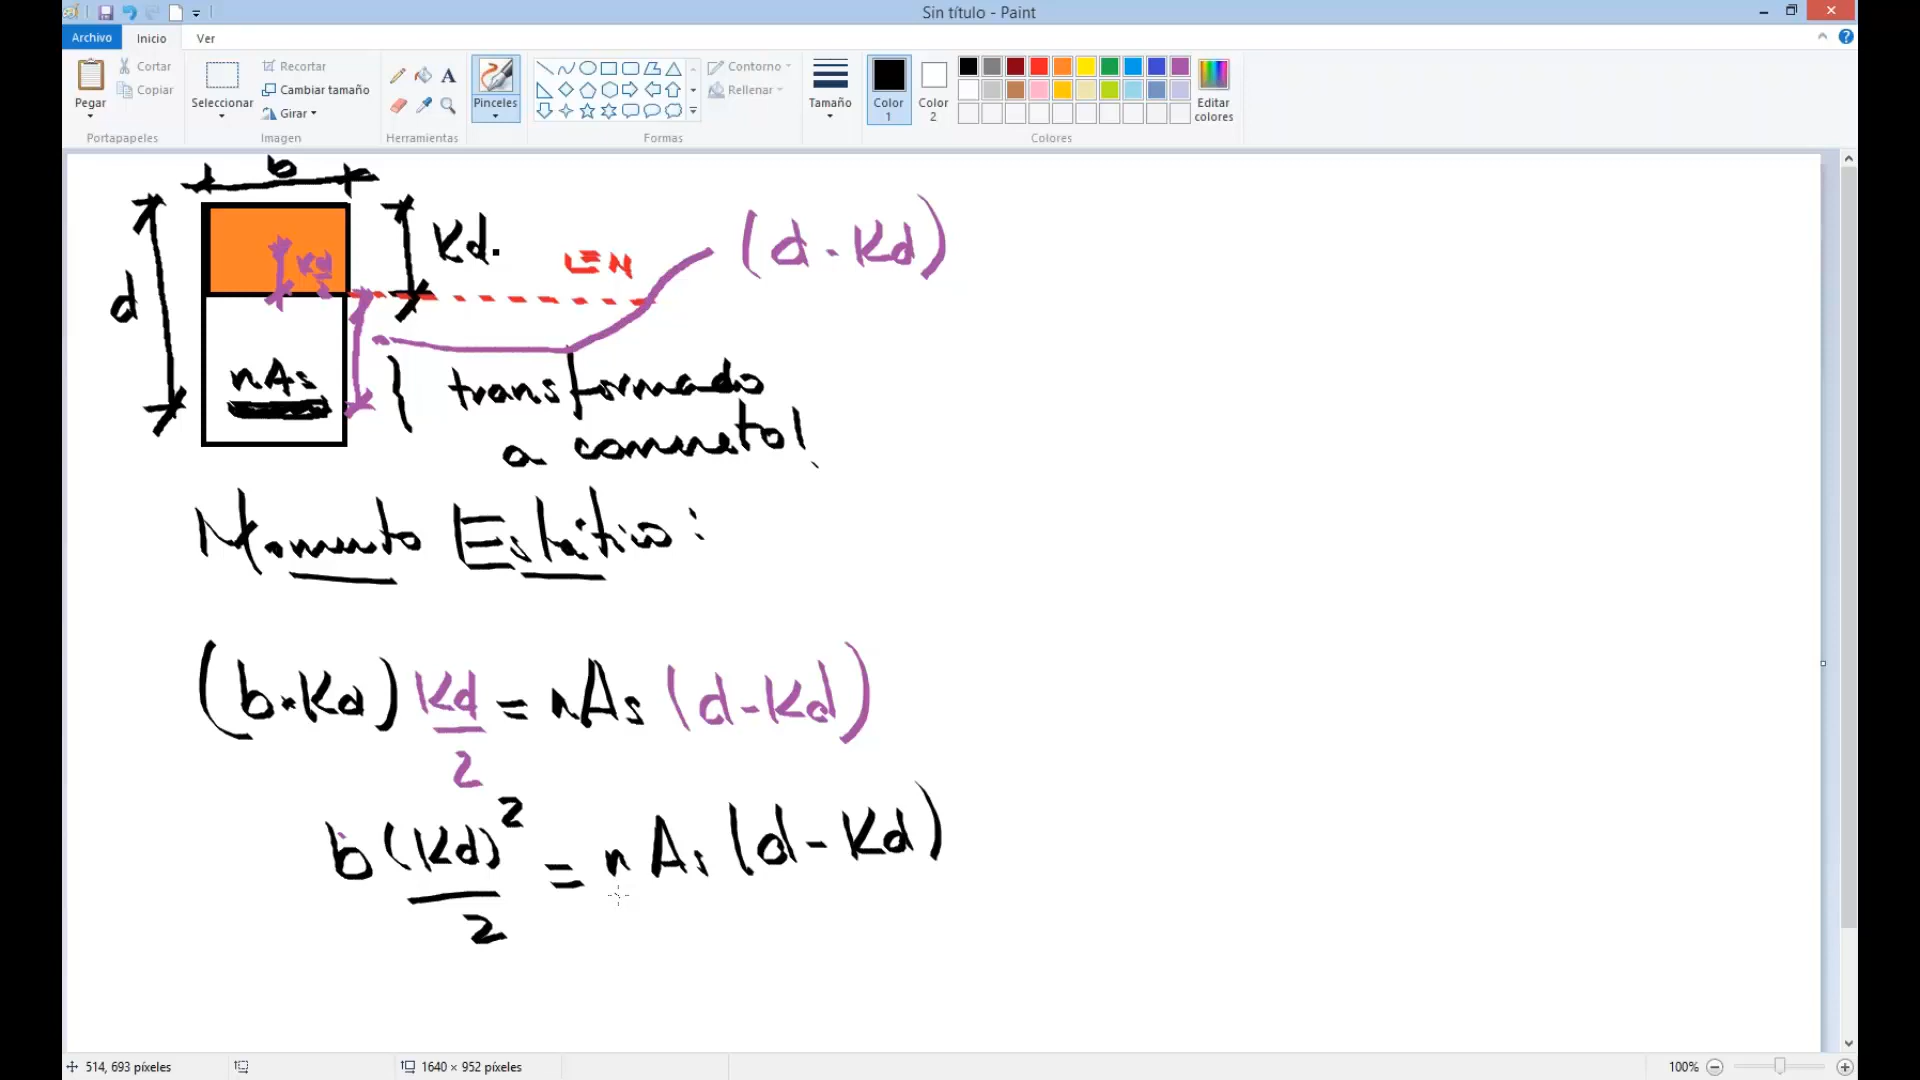 Sin título - Paint
Archivo Inicio Ver
Pegar
Cortar
Copiar
Portapapeles
Seleccionar
Recortar
Cambiar tamaño
Girar
Imagen
A
Herramientas
Pinceles
Contorno
Rellenar
Formas
Tamaño
Color 1
Color 2
Editar colores
Colores
b
d
Kd
Kd.
LEN
(d - Kd)
nAs
transformado
a concreto!
Momento Estático:
(b*Kd) Kd/2 = nAs (d-Kd)
b (Kd)²/2 = n As (d - Kd)
514, 693 píxeles
1640 × 952 píxeles
100%